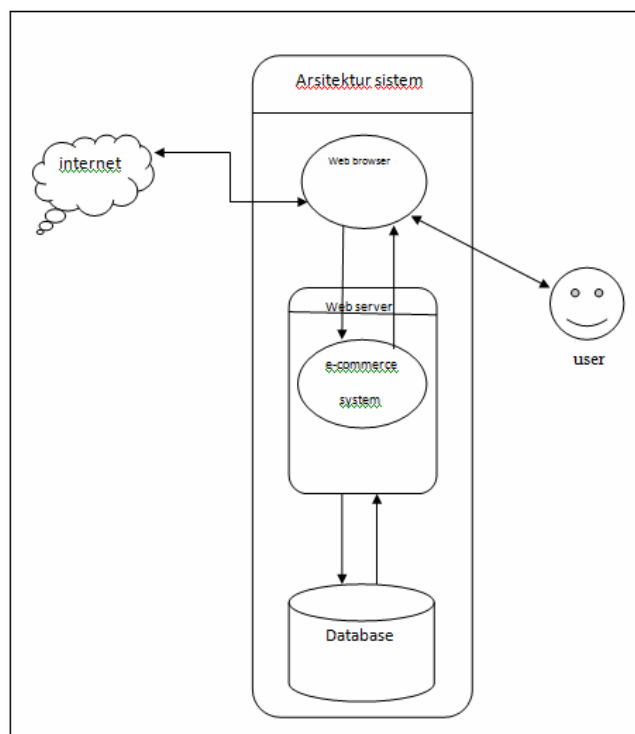 Arsitektur sistem
internet
Web browser
Web server
e-commerce
system
user
Database